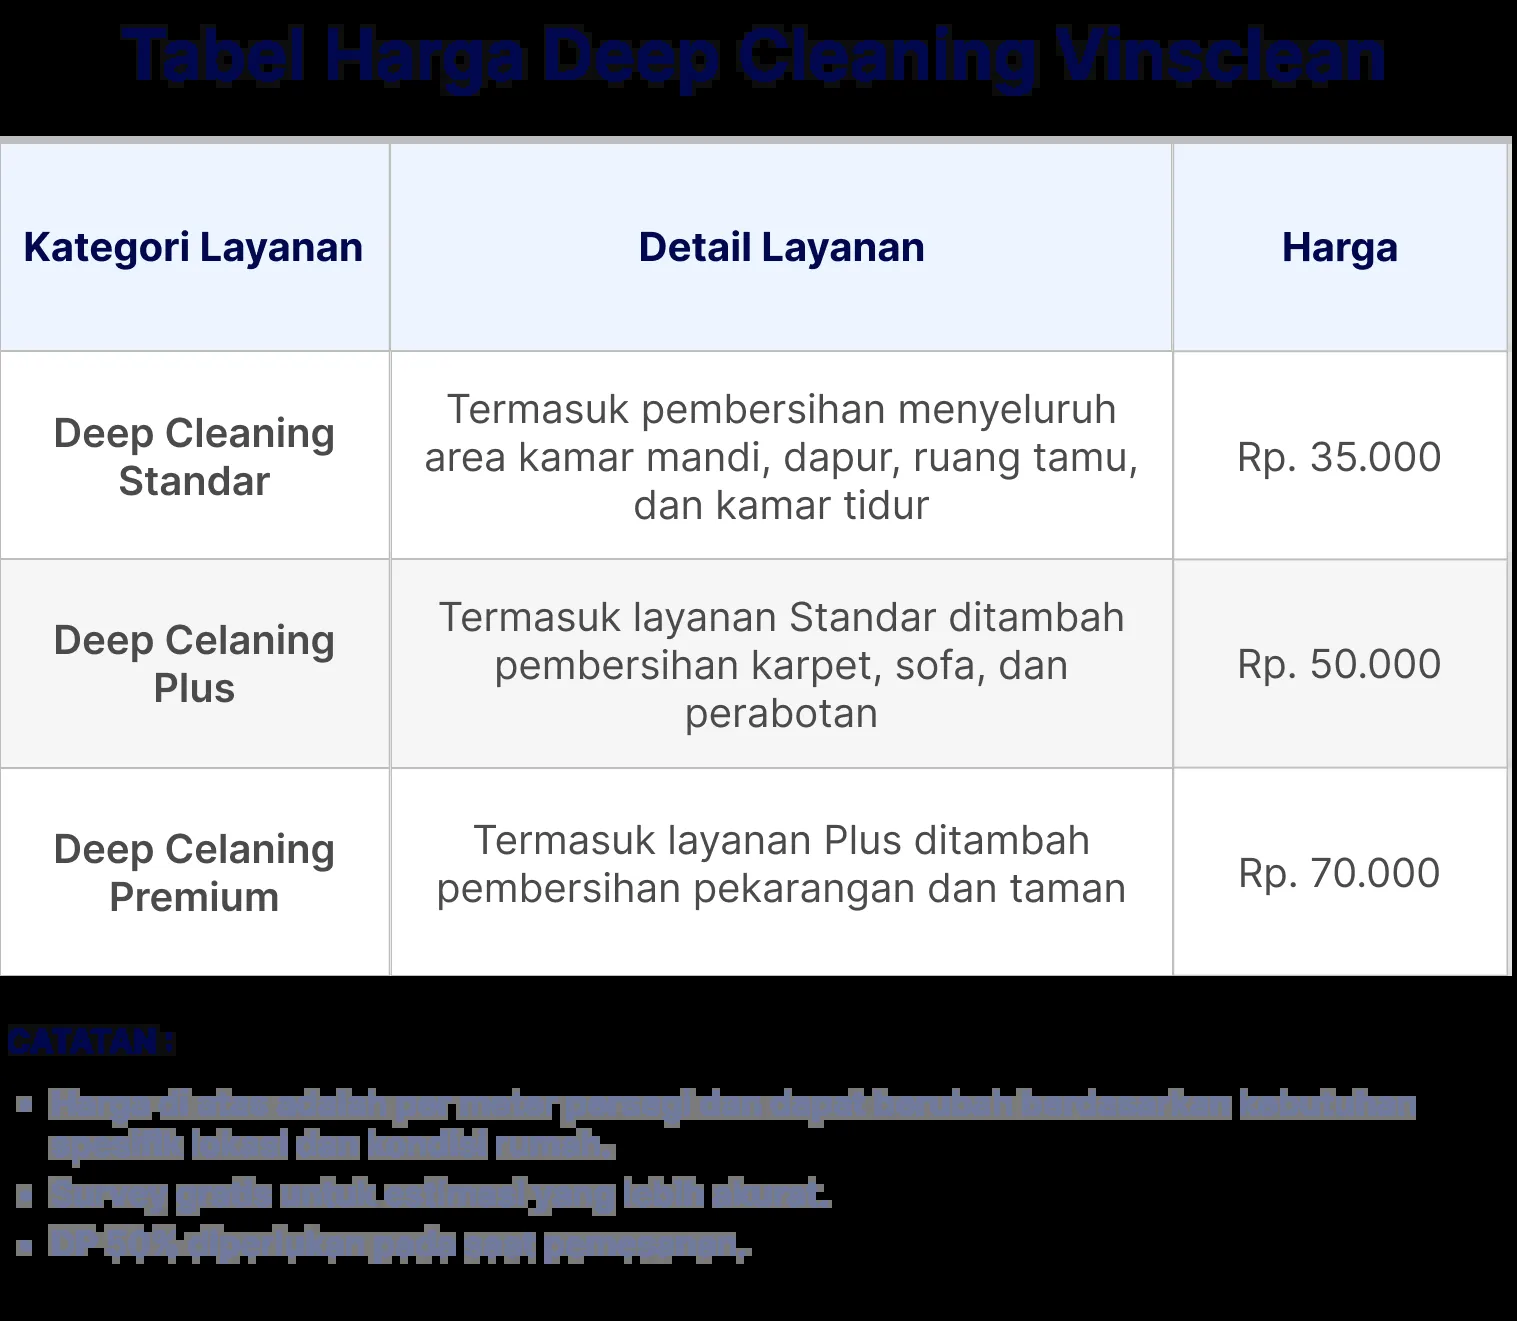 Tabel Harga Deep Cleaning Vinsclean
Kategori Layanan
Detail Layanan
Harga
Deep Cleaning
Standar
Termasuk pembersihan menyeluruh
area kamar mandi, dapur, ruang tamu,
dan kamar tidur
Rp. 35.000
Deep Celaning
Plus
Termasuk layanan Standar ditambah
pembersihan karpet, sofa, dan
perabotan
Rp. 50.000
Deep Celaning
Premium
Termasuk layanan Plus ditambah
pembersihan pekarangan dan taman
Rp. 70.000
CATATAN :
• Harga di atas adalah per meter persegi dan dapat berubah berdasarkan kebutuhan
spesifik lokasi dan kondisi rumah.
• Survey gratis untuk estimasi yang lebih akurat.
• DP 50% diperlukan pada saat pemesanan.